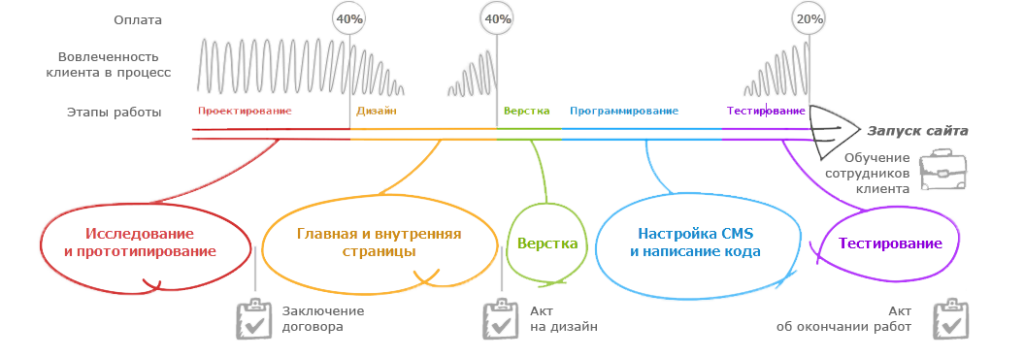 Оплата
40%
40%
20%
Вовлеченность
клиента в процесс
Этапы работы
Проектирование
Дизайн
Верстка
Программирование
Тестирование
Запуск сайта
Обучение
сотрудников
клиента
Исследование
и прототипирование
Главная и внутренняя
страницы
Верстка
Настройка CMS
и написание кода
Тестирование
Заключение
договора
Акт
на дизайн
Акт
об окончании работ